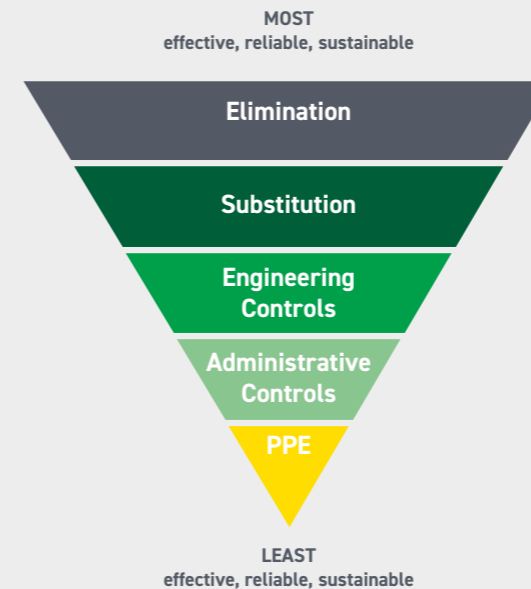 MOST
effective, reliable, sustainable
Elimination
Substitution
Engineering
Controls
Administrative
Controls
PPE
LEAST
effective, reliable, sustainable